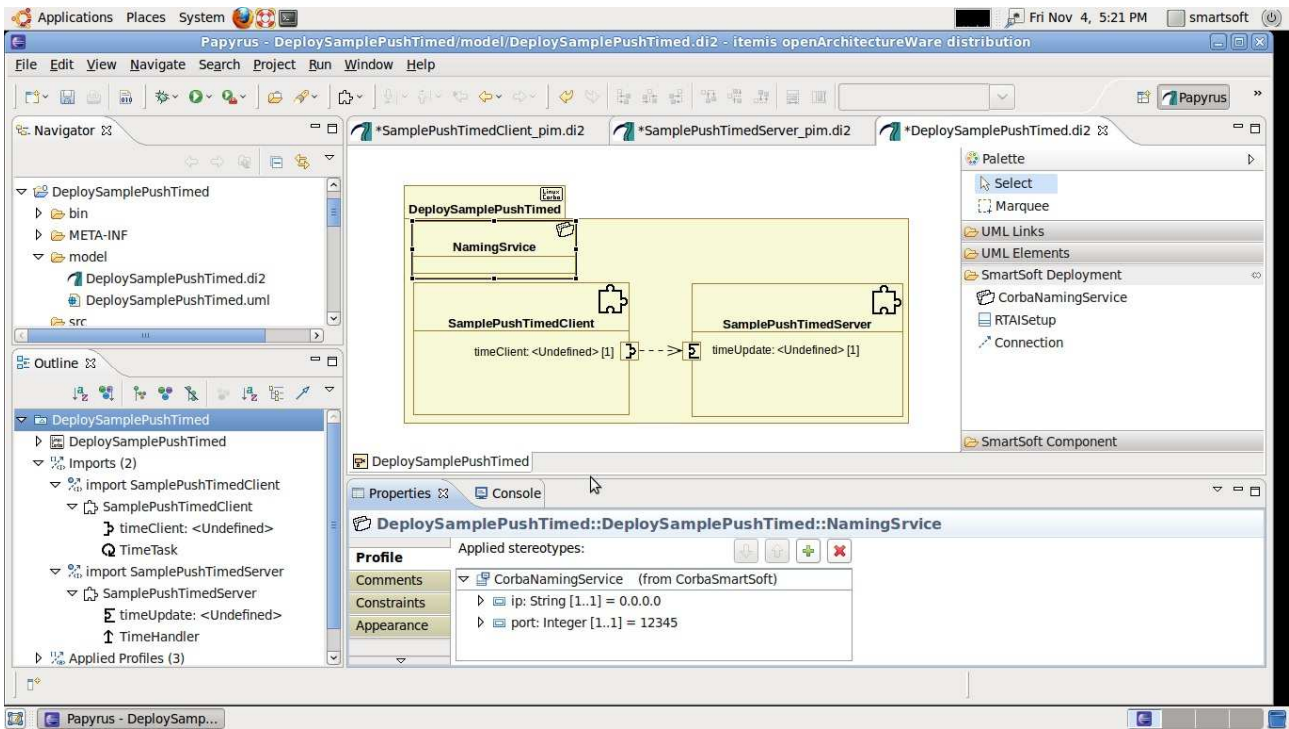 Applications Places System Fri Nov 4, 5:21 PM smartsoft
Papyrus - DeploySamplePushTimed/model/DeploySamplePushTimed.di2 - itemis openArchitectureWare distribution
File Edit View Navigate Search Project Run Window Help
Papyrus »
Navigator
DeploySamplePushTimed
bin
META-INF
model
DeploySamplePushTimed.di2
DeploySamplePushTimed.uml
src
Outline
DeploySamplePushTimed
DeploySamplePushTimed
Imports (2)
import SamplePushTimedClient
SamplePushTimedClient
timeClient: <Undefined>
TimeTask
import SamplePushTimedServer
SamplePushTimedServer
timeUpdate: <Undefined>
TimeHandler
Applied Profiles (3)
*SamplePushTimedClient_pim.di2 *SamplePushTimedServer_pim.di2 *DeploySamplePushTimed.di2
Linux
Corba
DeploySamplePushTimed
NamingSrvice
SamplePushTimedClient
timeClient: <Undefined> [1]
SamplePushTimedServer
timeUpdate: <Undefined> [1]
DeploySamplePushTimed
Palette
Select
Marquee
UML Links
UML Elements
SmartSoft Deployment
CorbaNamingService
RTAISetup
Connection
SmartSoft Component
Properties Console
DeploySamplePushTimed::DeploySamplePushTimed::NamingSrvice
Profile
Comments
Constraints
Appearance
Applied stereotypes:
CorbaNamingService (from CorbaSmartSoft)
ip: String [1..1] = 0.0.0.0
port: Integer [1..1] = 12345
Papyrus - DeploySamp...